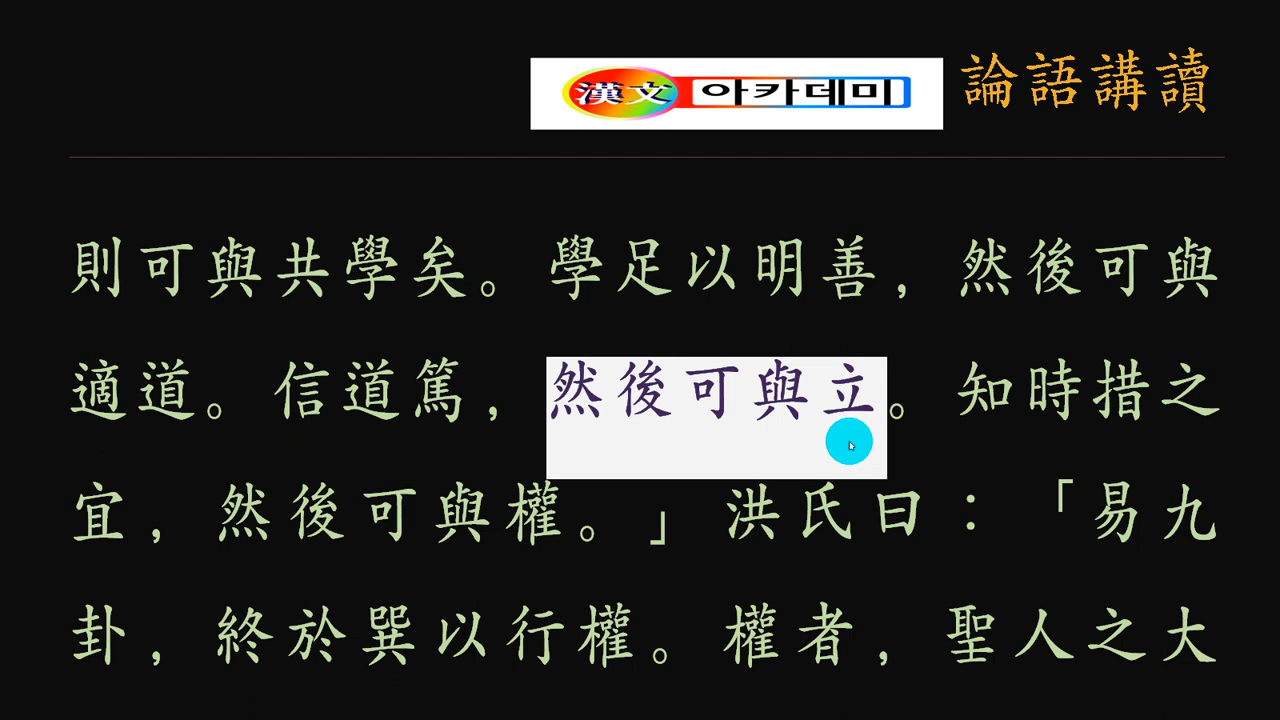 漢文 아카데미
論語講讀
則可與共學矣。學足以明善，然後可與
適道。信道篤，然後可與立。知時措之
宜，然後可與權。」洪氏曰：「易九
卦，終於巽以行權。權者，聖人之大